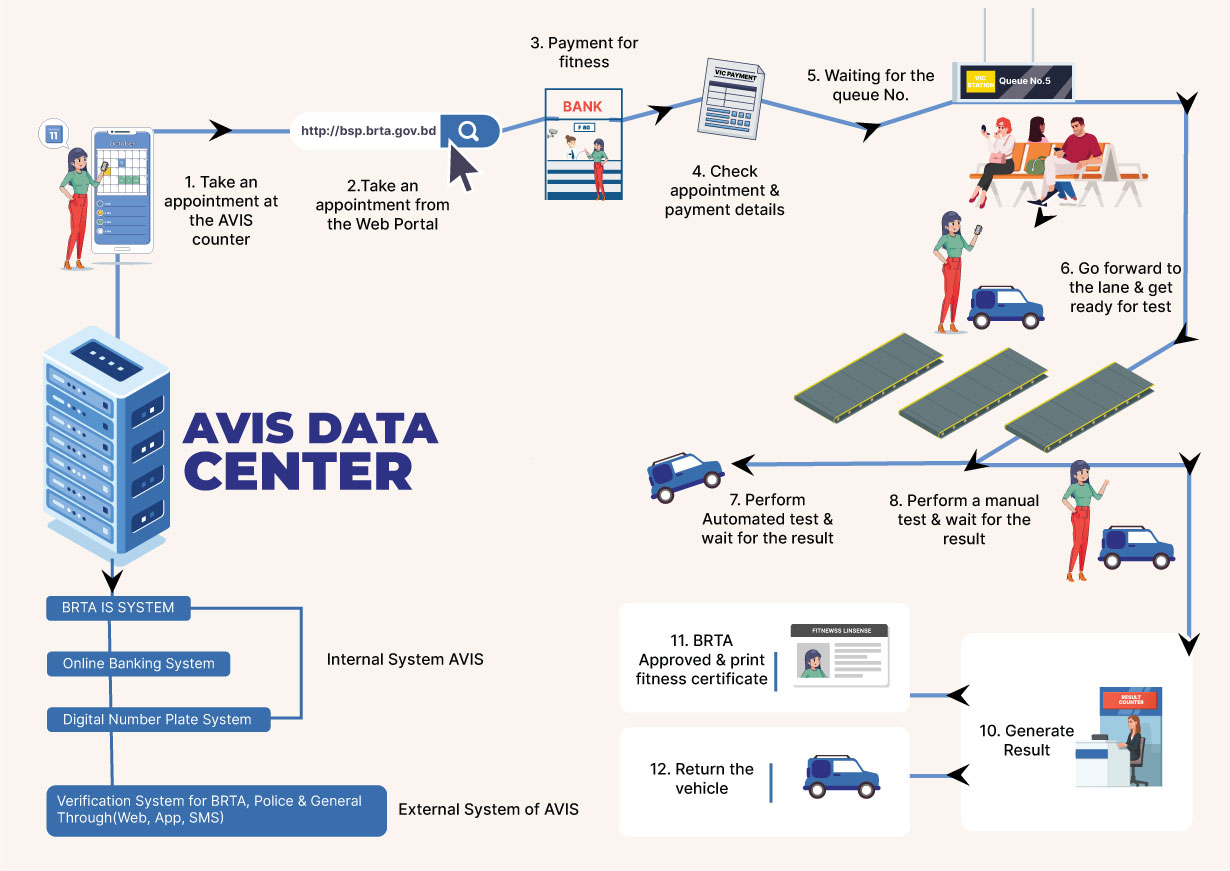 3. Payment for
fitness
BANK
VIC PAYMENT
5. Waiting for the
queue No.
VIC
STATION
Queue No.5
11
October
http://bsp.brta.gov.bd
1. Take an
appointment at
the AVIS
counter
2.Take an
appointment from
the Web Portal
4. Check
appointment &
payment details
6. Go forward to
the lane & get
ready for test
AVIS DATA
CENTER
7. Perform
Automated test &
wait for the result
8. Perform a manual
test & wait for the
result
BRTA IS SYSTEM
Online Banking System
Internal System AVIS
Digital Number Plate System
Verification System for BRTA, Police & General
Through(Web, App, SMS)
External System of AVIS
11. BRTA
Approved & print
fitness certificate
FITNEWSS LINSENSE
10. Generate
Result
RESULT
COUNTER
12. Return the
vehicle